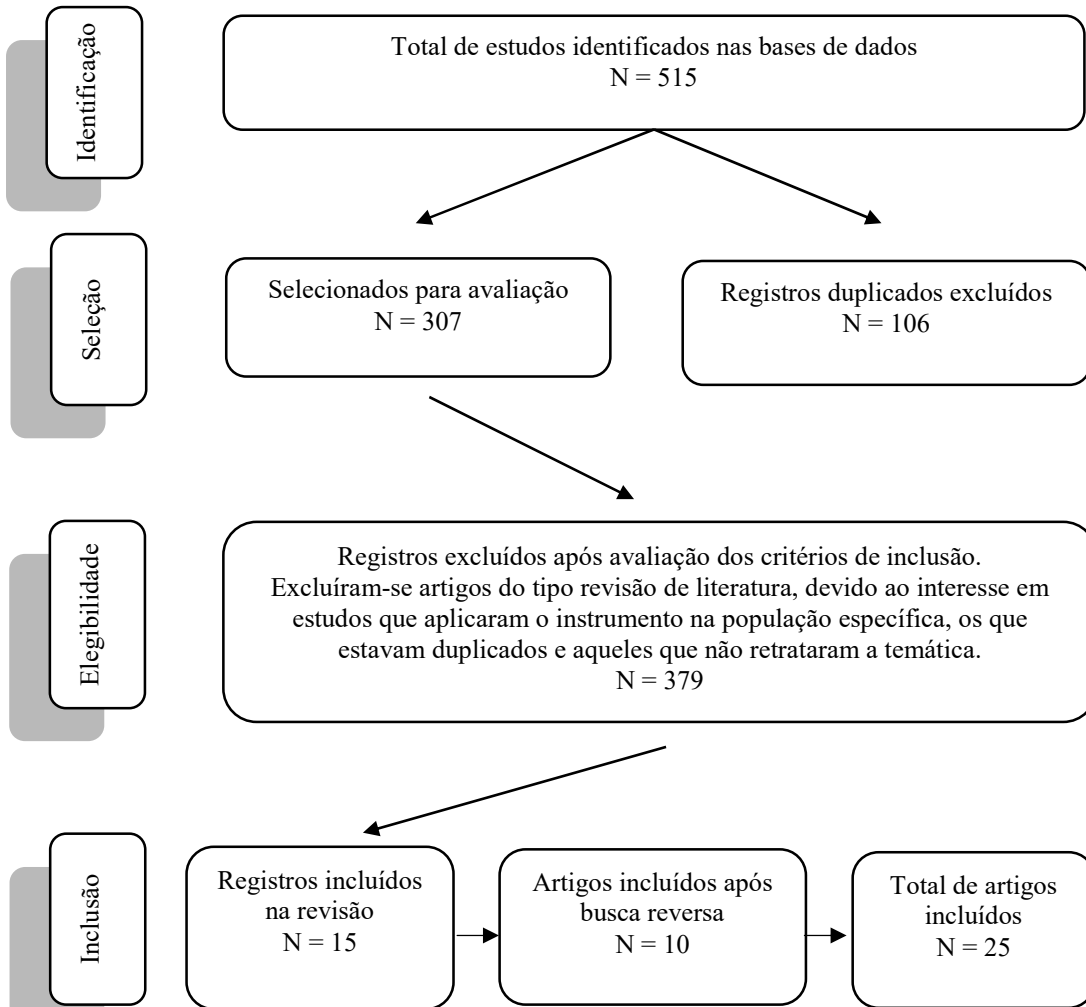 Identificação
Total de estudos identificados nas bases de dados
N = 515
Seleção
Selecionados para avaliação
N = 307
Registros duplicados excluídos
N = 106
Elegibilidade
Registros excluídos após avaliação dos critérios de inclusão.
Excluíram-se artigos do tipo revisão de literatura, devido ao interesse em
estudos que aplicaram o instrumento na população específica, os que
estavam duplicados e aqueles que não retrataram a temática.
N = 379
Inclusão
Registros incluídos
na revisão
N = 15
Artigos incluídos após
busca reversa
N = 10
Total de artigos
incluídos
N = 25